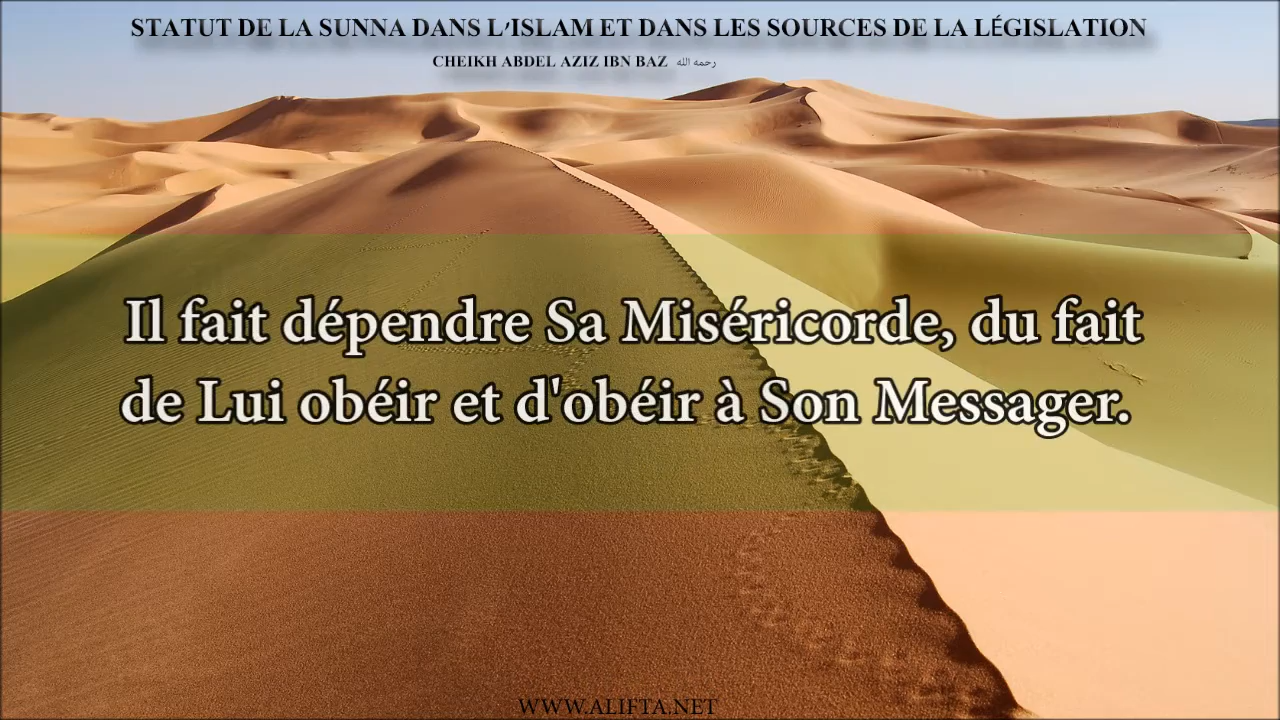 STATUT DE LA SUNNA DANS L'ISLAM ET DANS LES SOURCES DE LA LÉGISLATION
CHEIKH ABDEL AZIZ IBN BAZ رحمه الله
Il fait dépendre Sa Miséricorde, du fait
de Lui obéir et d'obéir à Son Messager.
WWW.ALIFTA.NET